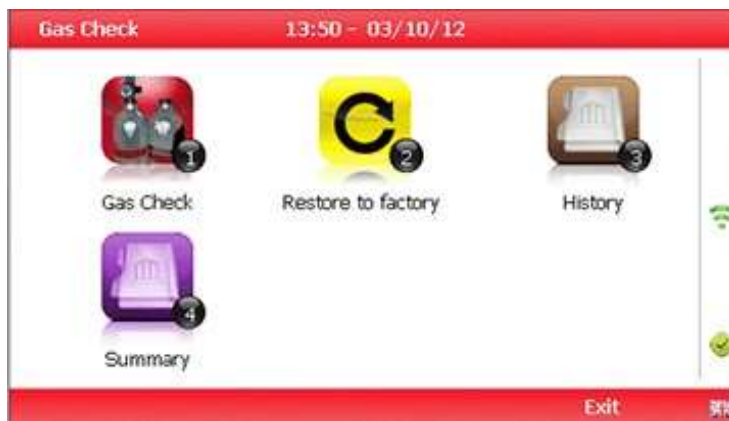 Gas Check 13:50 - 03/10/12
1 2 3
Gas Check Restore to factory History
4
Summary
Exit